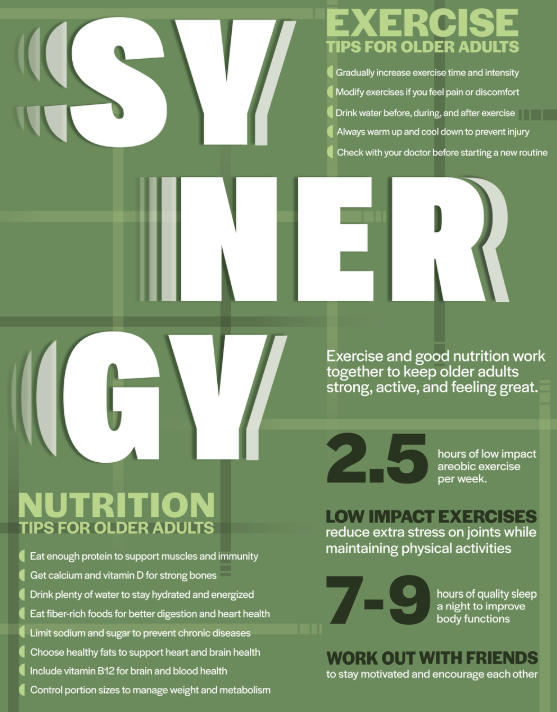 SY
NER
GY
EXERCISE
TIPS FOR OLDER ADULTS
Gradually increase exercise time and intensity
Modify exercises if you feel pain or discomfort
Drink water before, during, and after exercise
Always warm up and cool down to prevent injury
Check with your doctor before starting a new routine
Exercise and good nutrition work
together to keep older adults
strong, active, and feeling great.
2.5
hours of low impact
areobic exercise
per week.
LOW IMPACT EXERCISES
reduce extra stress on joints while
maintaining physical activities
7-9
hours of quality sleep
a night to improve
body functions
WORK OUT WITH FRIENDS
to stay motivated and encourage each other
NUTRITION
TIPS FOR OLDER ADULTS
Eat enough protein to support muscles and immunity
Get calcium and vitamin D for strong bones
Drink plenty of water to stay hydrated and energized
Eat fiber-rich foods for better digestion and heart health
Limit sodium and sugar to prevent chronic diseases
Choose healthy fats to support heart and brain health
Include vitamin B12 for brain and blood health
Control portion sizes to manage weight and metabolism